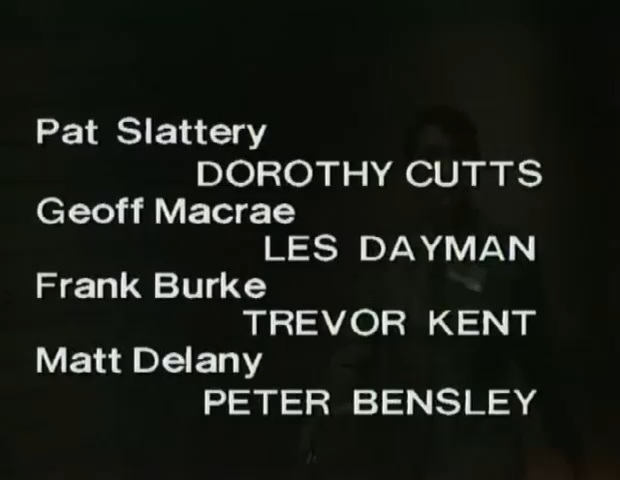 Pat Slattery
DOROTHY CUTTS
Geoff Macrae
LES DAYMAN
Frank Burke
TREVOR KENT
Matt Delany
PETER BENSLEY